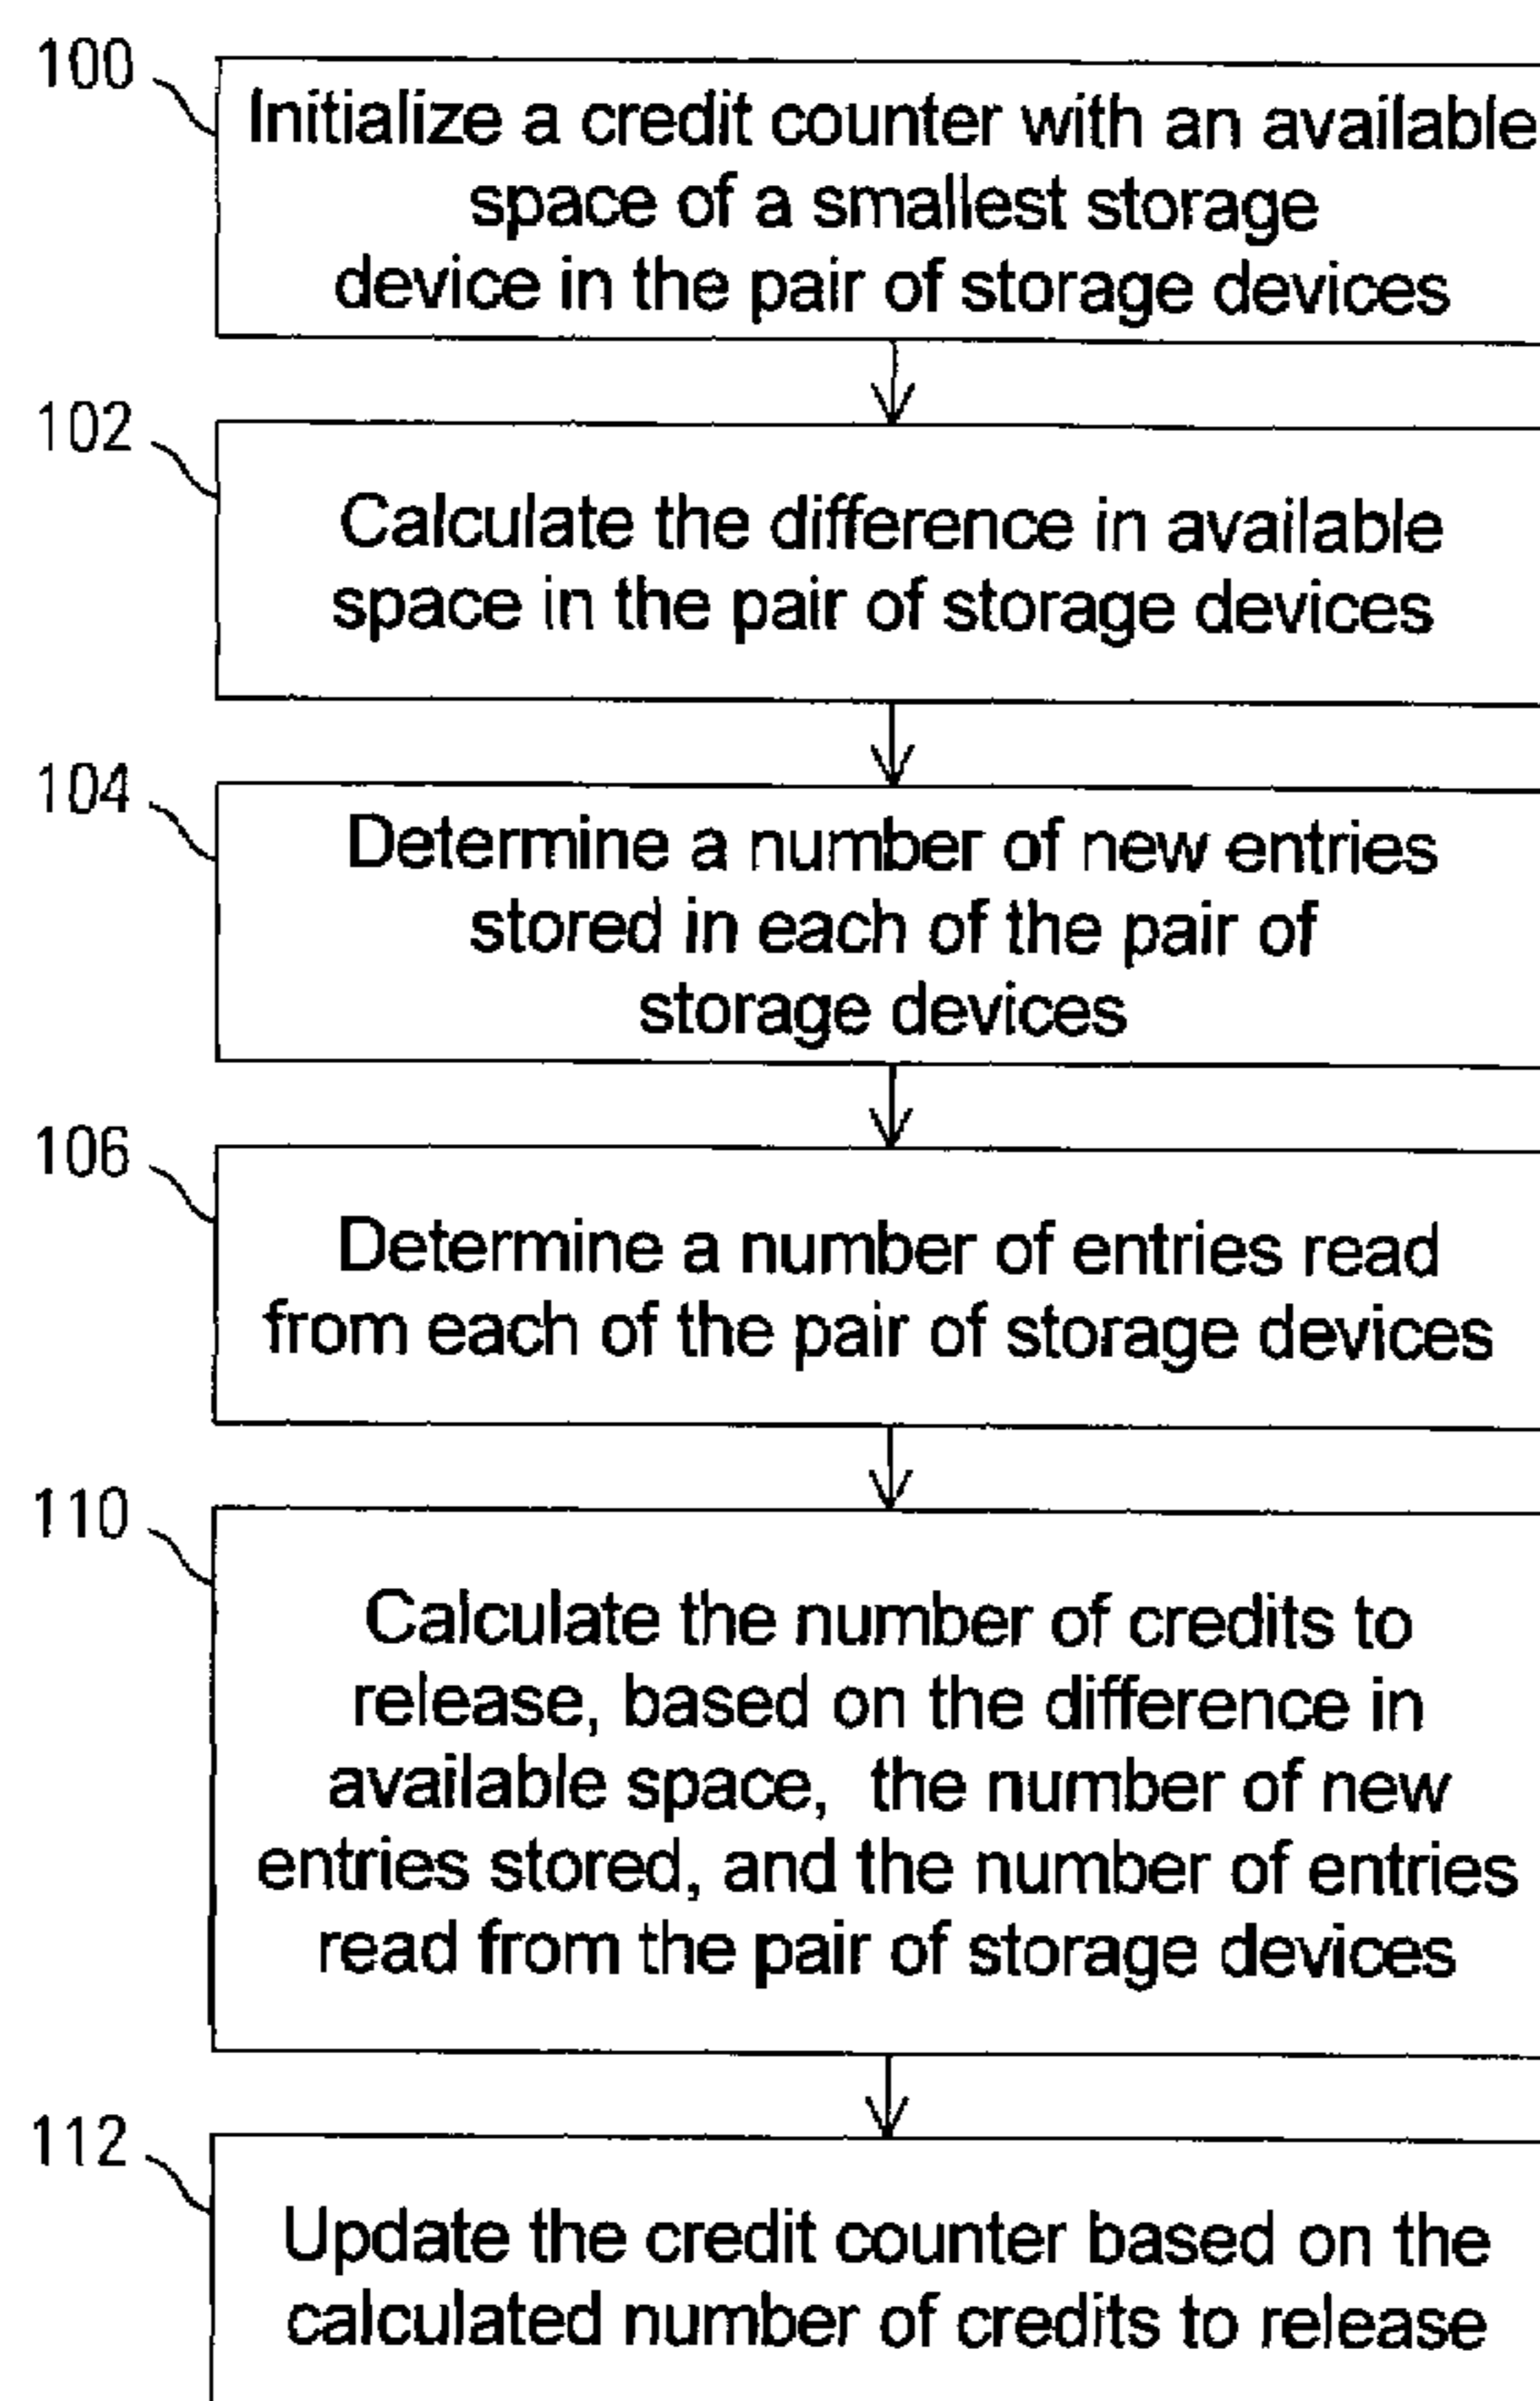 100
Initialize a credit counter with an available
space of a smallest storage
device in the pair of storage devices
102
Calculate the difference in available
space in the pair of storage devices
104
Determine a number of new entries
stored in each of the pair of
storage devices
106
Determine a number of entries read
from each of the pair of storage devices
110
Calculate the number of credits to
release, based on the difference in
available space, the number of new
entries stored, and the number of entries
read from the pair of storage devices
112
Update the credit counter based on the
calculated number of credits to release